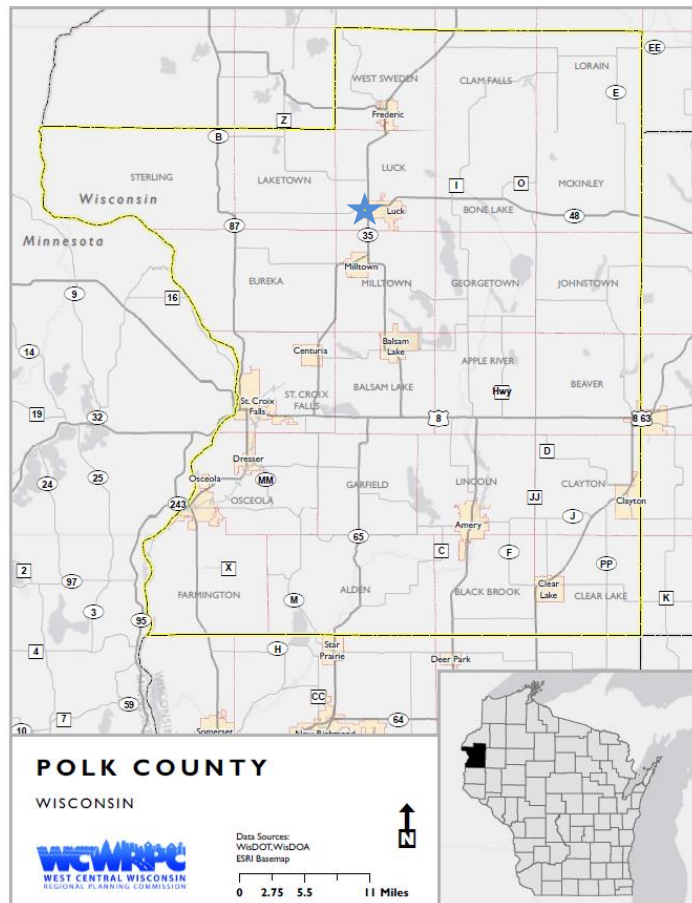 EE
LORAIN
WEST SWEDEN
CLAM FALLS
E
Frederic
Z
B
LUCK
STERLING
LAKETOWN
I
O
MCKINLEY
Wisconsin
Luck
BONE LAKE
48
87
35
Minnesota
Milltown
EUREKA
MILLTOWN
GEORGETOWN
JOHNSTOWN
9
16
14
Centuria
Balsam
Lake
APPLE RIVER
BALSAM LAKE
Hwy
BEAVER
St. Croix
Falls
ST. CROIX
FALLS
19
32
8
8 63
Dresser
D
24
25
Osceola
MM
GARFIELD
LINCOLN
CLAYTON
OSCEOLA
JJ
Clayton
243
Amery
J
65
C
F
2
97
X
PP
3
FARMINGTON
M
ALDEN
BLACK BROOK
Clear
Lake
CLEAR LAKE
K
95
4
H
Star
Prairie
Deer Park
59
CC
7
10
Somerset
New Richmond
64
WISCONSIN
POLK COUNTY
WISCONSIN
WCWRPC
WEST CENTRAL WISCONSIN
REGIONAL PLANNING COMMISSION
Data Sources:
WisDOT,WisDOA
ESRI Basemap
0 2.75 5.5 11 Miles
N